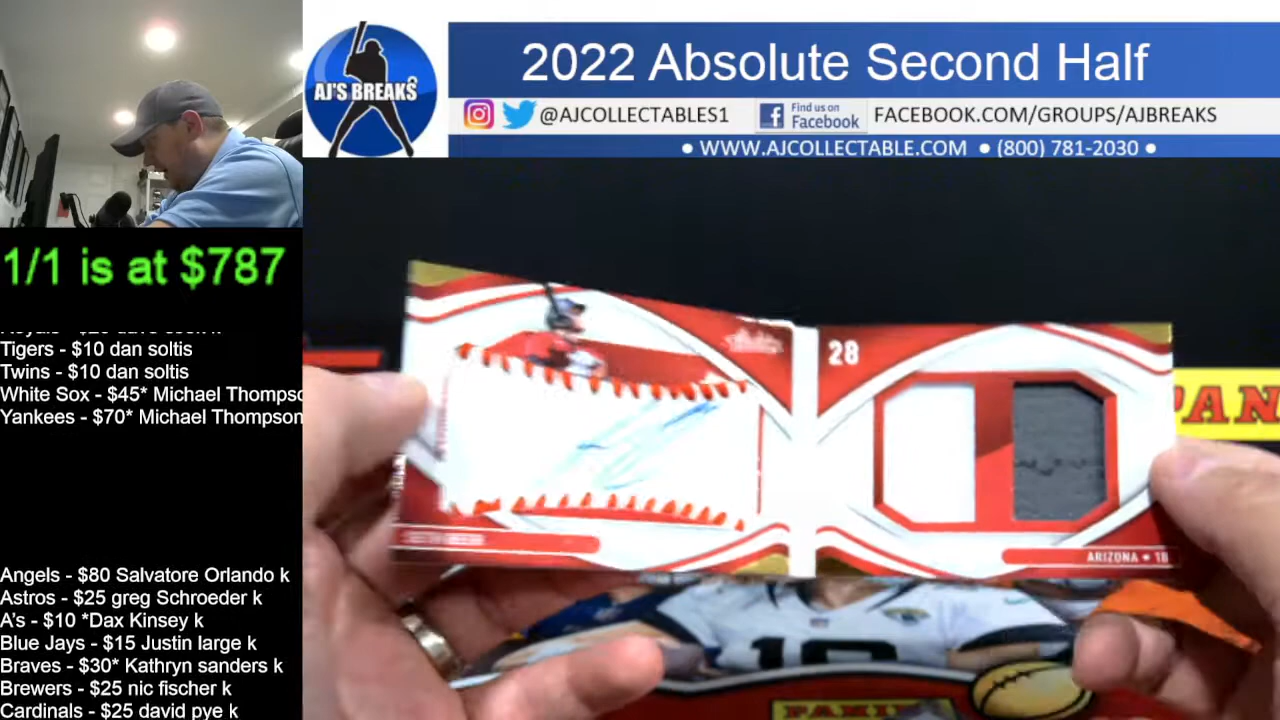 AJ'S BREAKS
2022 Absolute Second Half
@AJCOLLECTABLES1
Find us on
Facebook
FACEBOOK.COM/GROUPS/AJBREAKS
• WWW.AJCOLLECTABLE.COM • (800) 781-2030 •
1/1 is at $787
Tigers - $10 dan soltis
Twins - $10 dan soltis
White Sox - $45* Michael Thompso
Yankees - $70* Michael Thompson
Angels - $80 Salvatore Orlando k
Astros - $25 greg Schroeder k
A's - $10 *Dax Kinsey k
Blue Jays - $15 Justin large k
Braves - $30* Kathryn sanders k
Brewers - $25 nic fischer k
Cardinals - $25 david pye k
28
ARIZONA • 1B
PAN
10
PANINI